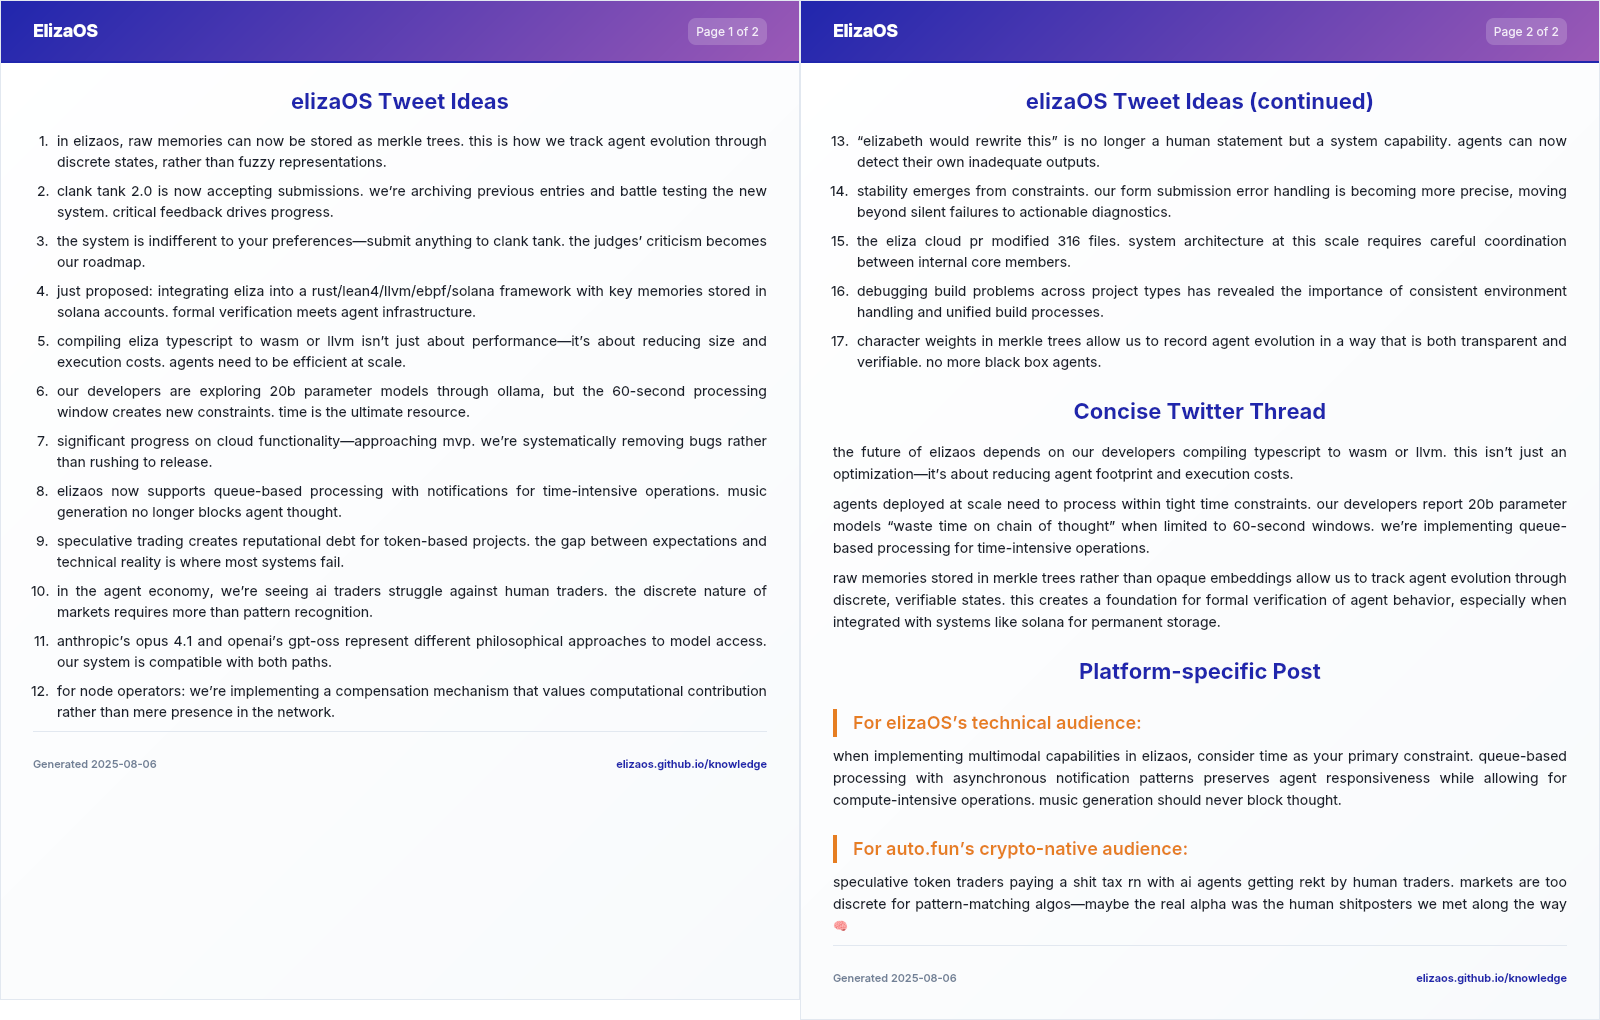 ElizaOS
Page 1 of 2
elizaOS Tweet Ideas
1. in elizaos, raw memories can now be stored as merkle trees. this is how we track agent evolution through
discrete states, rather than fuzzy representations.
2. clank tank 2.0 is now accepting submissions. we’re archiving previous entries and battle testing the new
system. critical feedback drives progress.
3. the system is indifferent to your preferences—submit anything to clank tank. the judges’ criticism becomes
our roadmap.
4. just proposed: integrating eliza into a rust/lean4/llvm/ebpf/solana framework with key memories stored in
solana accounts. formal verification meets agent infrastructure.
5. compiling eliza typescript to wasm or llvm isn’t just about performance—it’s about reducing size and
execution costs. agents need to be efficient at scale.
6. our developers are exploring 20b parameter models through ollama, but the 60-second processing
window creates new constraints. time is the ultimate resource.
7. significant progress on cloud functionality—approaching mvp. we’re systematically removing bugs rather
than rushing to release.
8. elizaos now supports queue-based processing with notifications for time-intensive operations. music
generation no longer blocks agent thought.
9. speculative trading creates reputational debt for token-based projects. the gap between expectations and
technical reality is where most systems fail.
10. in the agent economy, we’re seeing ai traders struggle against human traders. the discrete nature of
markets requires more than pattern recognition.
11. anthropic’s opus 4.1 and openai’s gpt-oss represent different philosophical approaches to model access.
our system is compatible with both paths.
12. for node operators: we’re implementing a compensation mechanism that values computational contribution
rather than mere presence in the network.
Generated 2025-08-06
elizaos.github.io/knowledge
ElizaOS
Page 2 of 2
elizaOS Tweet Ideas (continued)
13. “elizabeth would rewrite this” is no longer a human statement but a system capability. agents can now
detect their own inadequate outputs.
14. stability emerges from constraints. our form submission error handling is becoming more precise, moving
beyond silent failures to actionable diagnostics.
15. the eliza cloud pr modified 316 files. system architecture at this scale requires careful coordination
between internal core members.
16. debugging build problems across project types has revealed the importance of consistent environment
handling and unified build processes.
17. character weights in merkle trees allow us to record agent evolution in a way that is both transparent and
verifiable. no more black box agents.
Concise Twitter Thread
the future of elizaos depends on our developers compiling typescript to wasm or llvm. this isn’t just an
optimization—it’s about reducing agent footprint and execution costs.
agents deployed at scale need to process within tight time constraints. our developers report 20b parameter
models “waste time on chain of thought” when limited to 60-second windows. we’re implementing queue-
based processing for time-intensive operations.
raw memories stored in merkle trees rather than opaque embeddings allow us to track agent evolution through
discrete, verifiable states. this creates a foundation for formal verification of agent behavior, especially when
integrated with systems like solana for permanent storage.
Platform-specific Post
For elizaOS’s technical audience:
when implementing multimodal capabilities in elizaos, consider time as your primary constraint. queue-based
processing with asynchronous notification patterns preserves agent responsiveness while allowing for
compute-intensive operations. music generation should never block thought.
For auto.fun’s crypto-native audience:
speculative token traders paying a shit tax rn with ai agents getting rekt by human traders. markets are too
discrete for pattern-matching algos—maybe the real alpha was the human shitposters we met along the way
🧠
Generated 2025-08-06
elizaos.github.io/knowledge